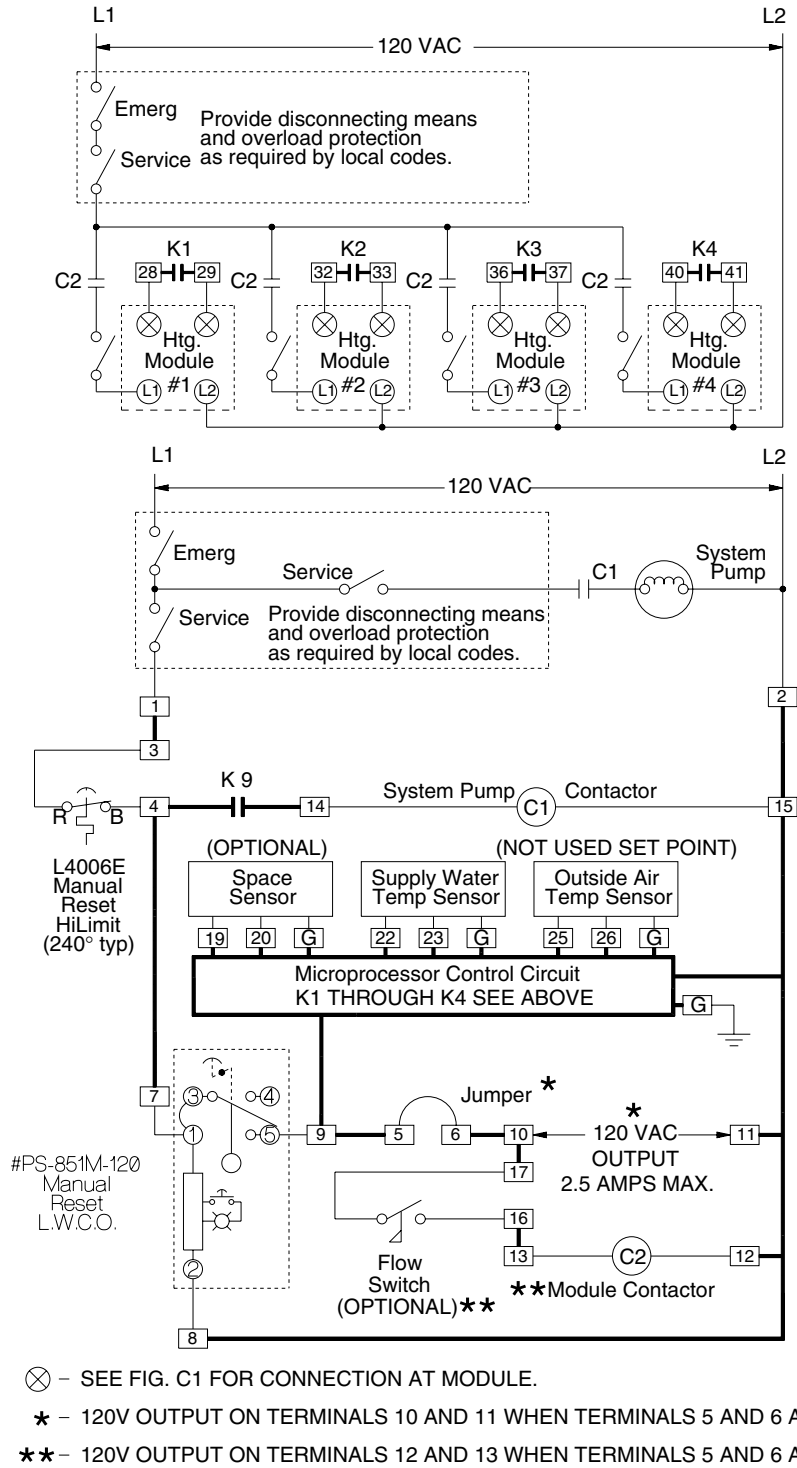 L1
L2
120 VAC
Emerg
Service
Provide disconnecting means
and overload protection
as required by local codes.
K1
K2
K3
K4
C2
28
29
C2
32
33
C2
36
37
C2
40
41
Htg.
Module
#1
L1
L2
Htg.
Module
#2
L1
L2
Htg.
Module
#3
L1
L2
Htg.
Module
#4
L1
L2
L1
L2
120 VAC
Emerg
Service
C1
System
Pump
Service
Provide disconnecting means
and overload protection
as required by local codes.
1
2
3
K 9
System Pump
C1
Contactor
R
B
4
14
15
L4006E
Manual
Reset
HiLimit
(240° typ)
(OPTIONAL)
(NOT USED SET POINT)
Space
Sensor
Supply Water
Temp Sensor
Outside Air
Temp Sensor
19
20
G
22
23
G
25
26
G
Microprocessor Control Circuit
K1 THROUGH K4 SEE ABOVE
G
7
3
4
1
5
2
9
5
6
Jumper *
10
*
120 VAC
OUTPUT
2.5 AMPS MAX.
11
#PS-851M-120
Manual
Reset
L.W.C.O.
17
16
13
C2
12
Flow
Switch
(OPTIONAL)**
**Module Contactor
8
– SEE FIG. C1 FOR CONNECTION AT MODULE.
* – 120V OUTPUT ON TERMINALS 10 AND 11 WHEN TERMINALS 5 AND 6 A
** – 120V OUTPUT ON TERMINALS 12 AND 13 WHEN TERMINALS 5 AND 6 A